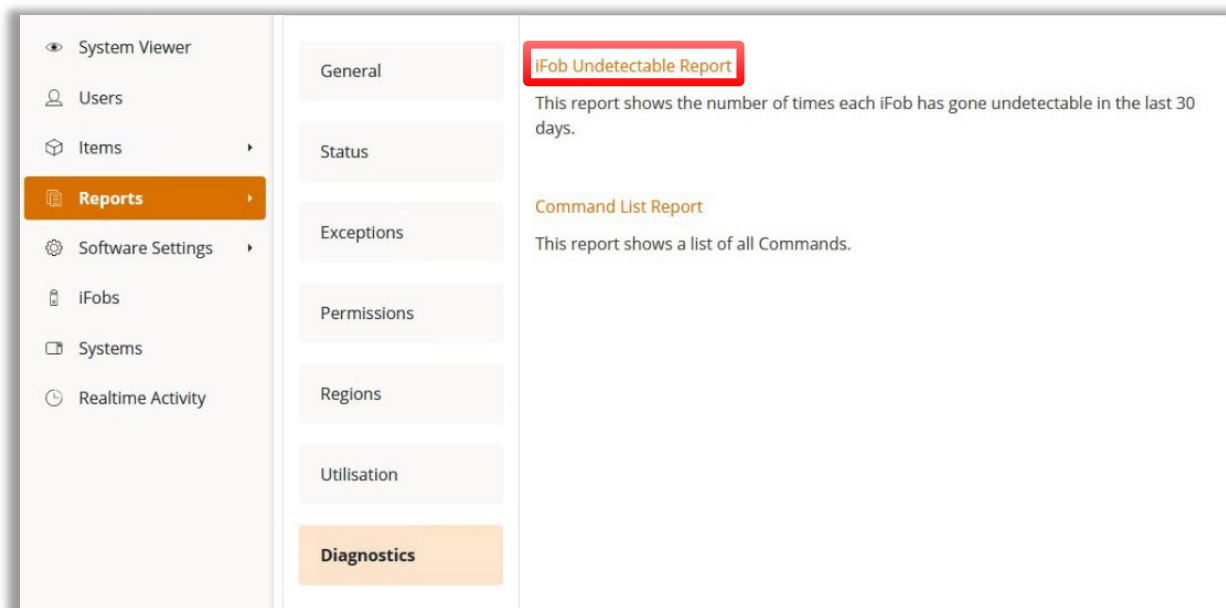 System Viewer
Users
Items
Reports
Software Settings
iFobs
Systems
Realtime Activity
General
Status
Exceptions
Permissions
Regions
Utilisation
Diagnostics
iFob Undetectable Report
This report shows the number of times each iFob has gone undetectable in the last 30
days.
Command List Report
This report shows a list of all Commands.